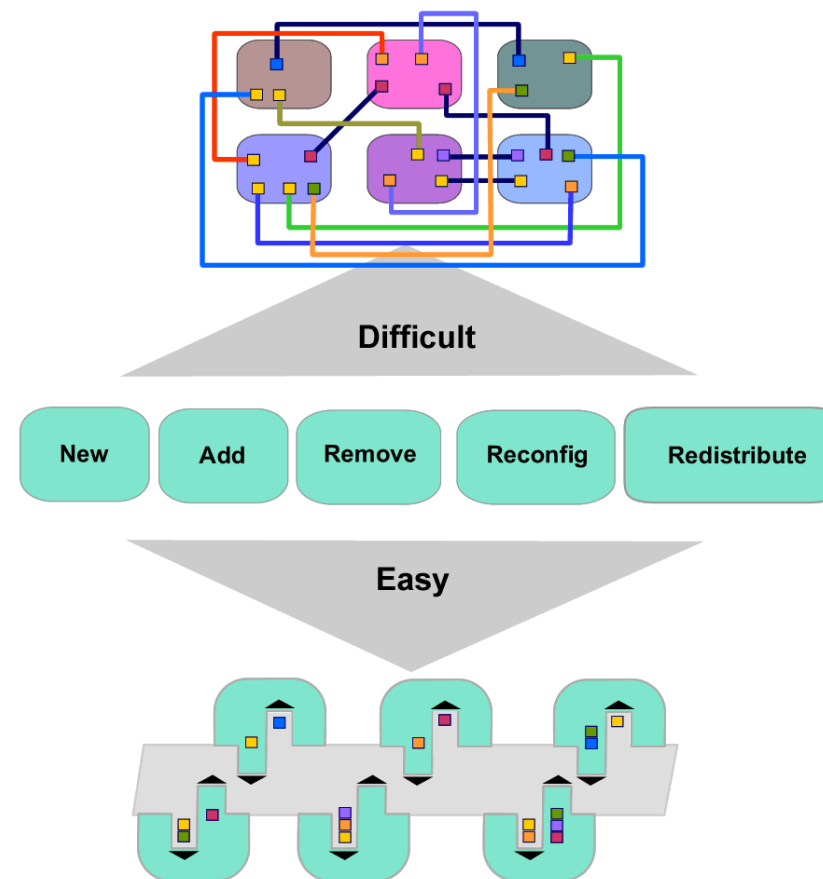 Difficult
New
Add
Remove
Reconfig
Redistribute
Easy